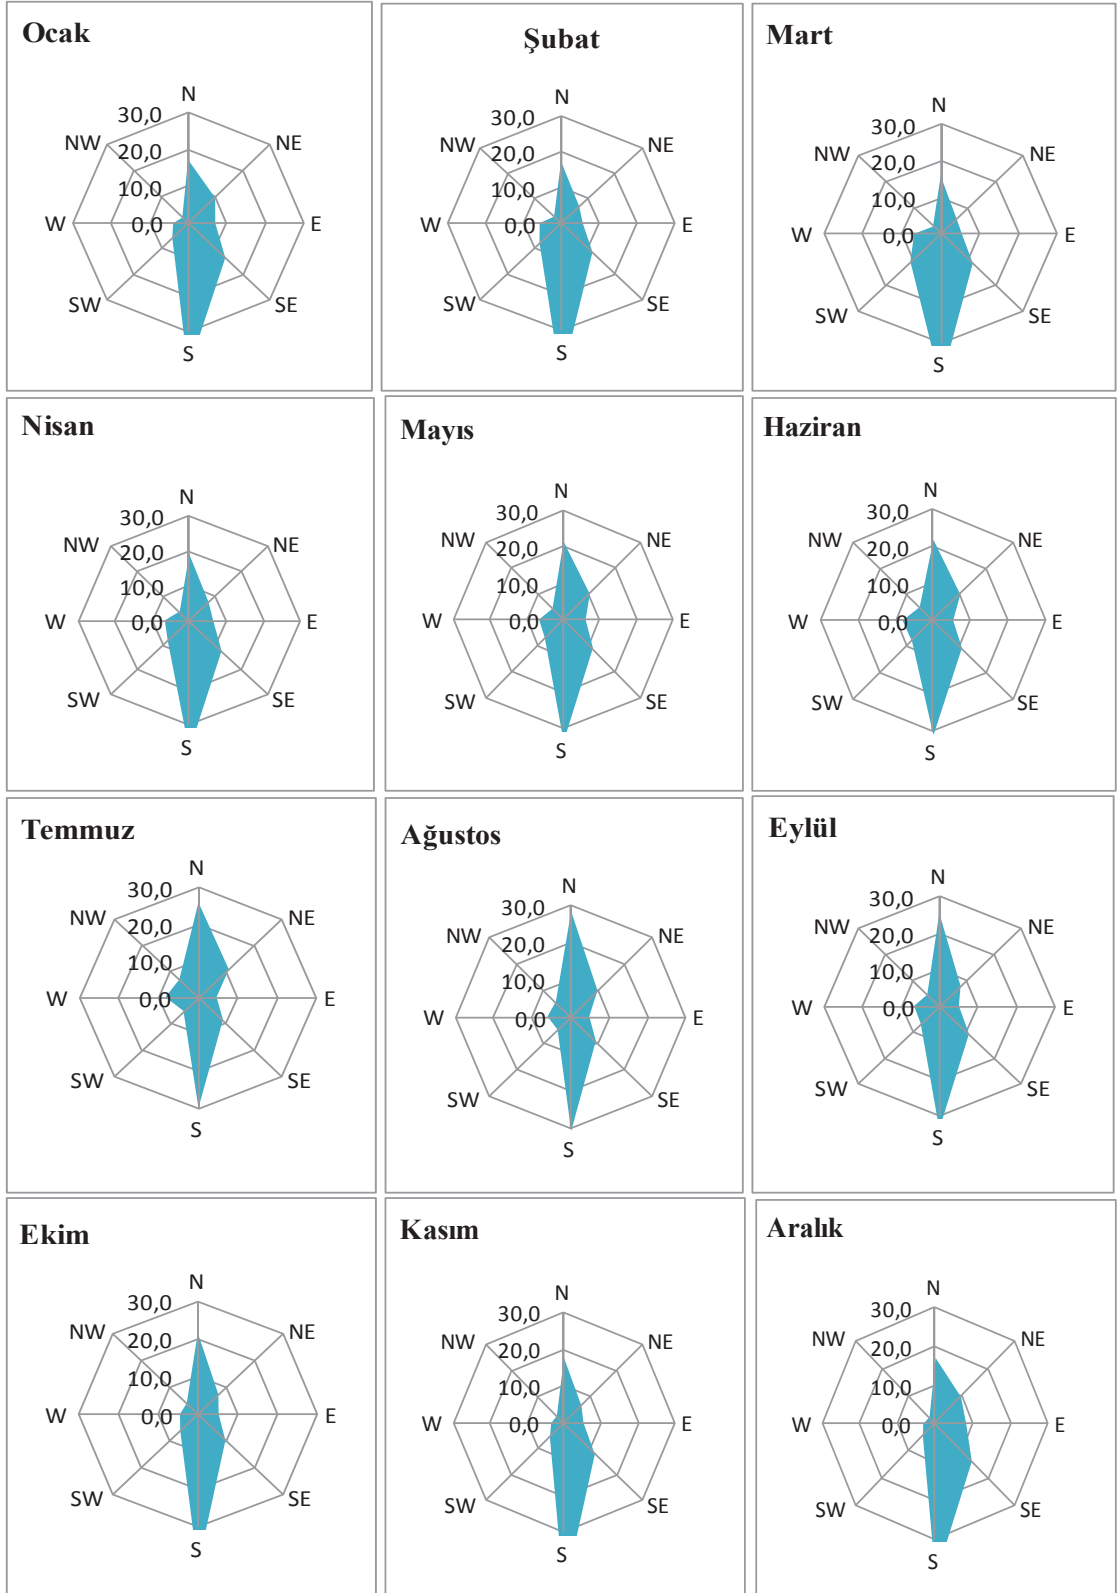 Ocak
N
30,0
NW
NE
20,0
10,0
W
0,0
E
SW
SE
S
Şubat
N
30,0
NW
NE
20,0
10,0
W
0,0
E
SW
SE
S
Mart
N
30,0
NW
NE
20,0
10,0
W
0,0
E
SW
SE
S
Nisan
N
30,0
NW
NE
20,0
10,0
W
0,0
E
SW
SE
S
Mayıs
N
30,0
NW
NE
20,0
10,0
W
0,0
E
SW
SE
S
Haziran
N
30,0
NW
NE
20,0
10,0
W
0,0
E
SW
SE
S
Temmuz
N
30,0
NW
NE
20,0
10,0
W
0,0
E
SW
SE
S
Ağustos
N
30,0
NW
NE
20,0
10,0
W
0,0
E
SW
SE
S
Eylül
N
30,0
NW
NE
20,0
10,0
W
0,0
E
SW
SE
S
Ekim
N
30,0
NW
NE
20,0
10,0
W
0,0
E
SW
SE
S
Kasım
N
30,0
NW
NE
20,0
10,0
W
0,0
E
SW
SE
S
Aralık
N
30,0
NW
NE
20,0
10,0
W
0,0
E
SW
SE
S